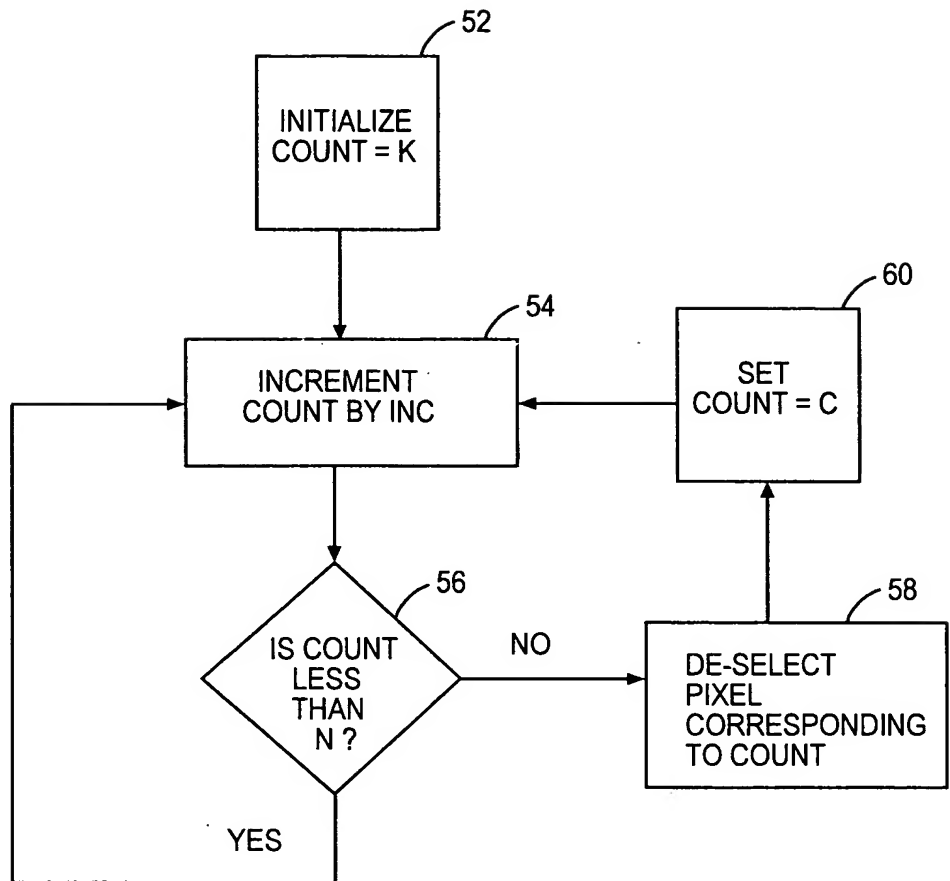 52
INITIALIZE
COUNT = K
54
INCREMENT
COUNT BY INC
60
SET
COUNT = C
56
IS COUNT
LESS
THAN
N ?
NO
58
DE-SELECT
PIXEL
CORRESPONDING
TO COUNT
YES